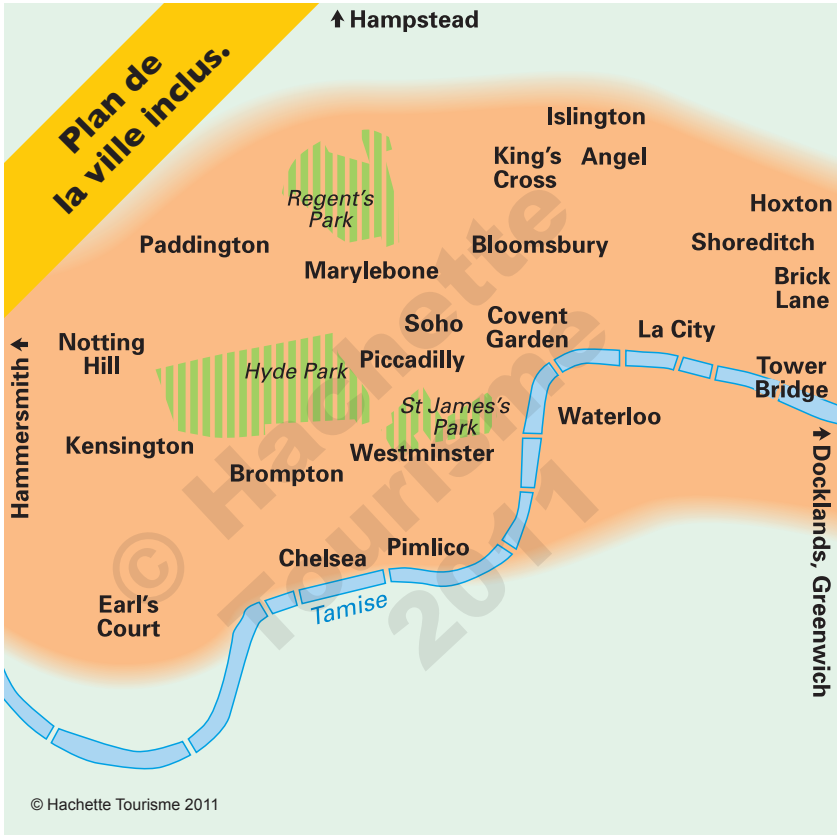 ↑ Hampstead
Plan de
la ville inclus.
Islington
King's
Cross
Angel
Regent's
Park
Hoxton
Paddington
Bloomsbury
Shoreditch
Marylebone
Brick
Lane
Soho
Covent
Garden
La City
Notting
Hill
Piccadilly
Hyde Park
Tower
Bridge
Hammersmith ↑
St James's
Park
Waterloo
Kensington
Westminster
Brompton
↑ Docklands, Greenwich
Chelsea
Pimlico
Earl's
Court
Tamise
© Hachette
Tourisme
2011
© Hachette Tourisme 2011